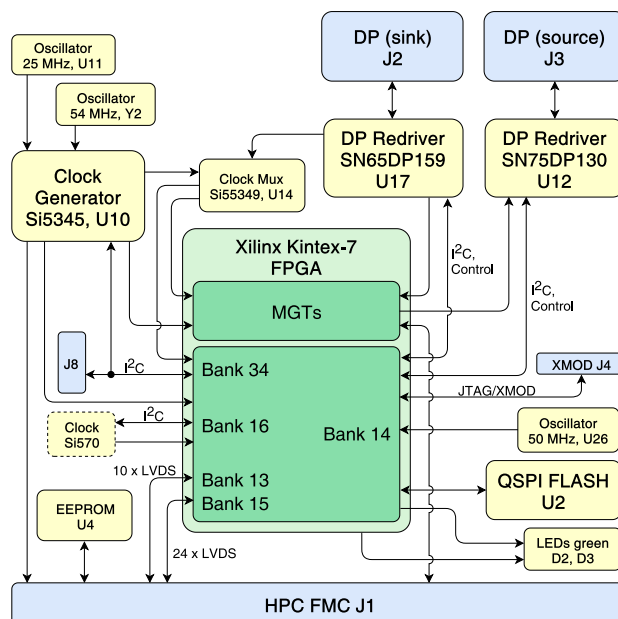 Oscillator
25 MHz, U11
Oscillator
54 MHz, Y2
DP (sink)
J2
DP (source)
J3
Clock
Generator
Si5345, U10
Clock Mux
Si55349, U14
DP Redriver
SN65DP159
U17
DP Redriver
SN75DP130
U12
Xilinx Kintex-7
FPGA
MGTs
I²C,
Control
I²C,
Control
J8
I²C
Bank 34
XMOD J4
JTAG/XMOD
Clock
Si570
I²C
Bank 16
Bank 14
Oscillator
50 MHz, U26
10 x LVDS
Bank 13
Bank 15
QSPI FLASH
U2
EEPROM
U4
24 x LVDS
LEDs green
D2, D3
HPC FMC J1